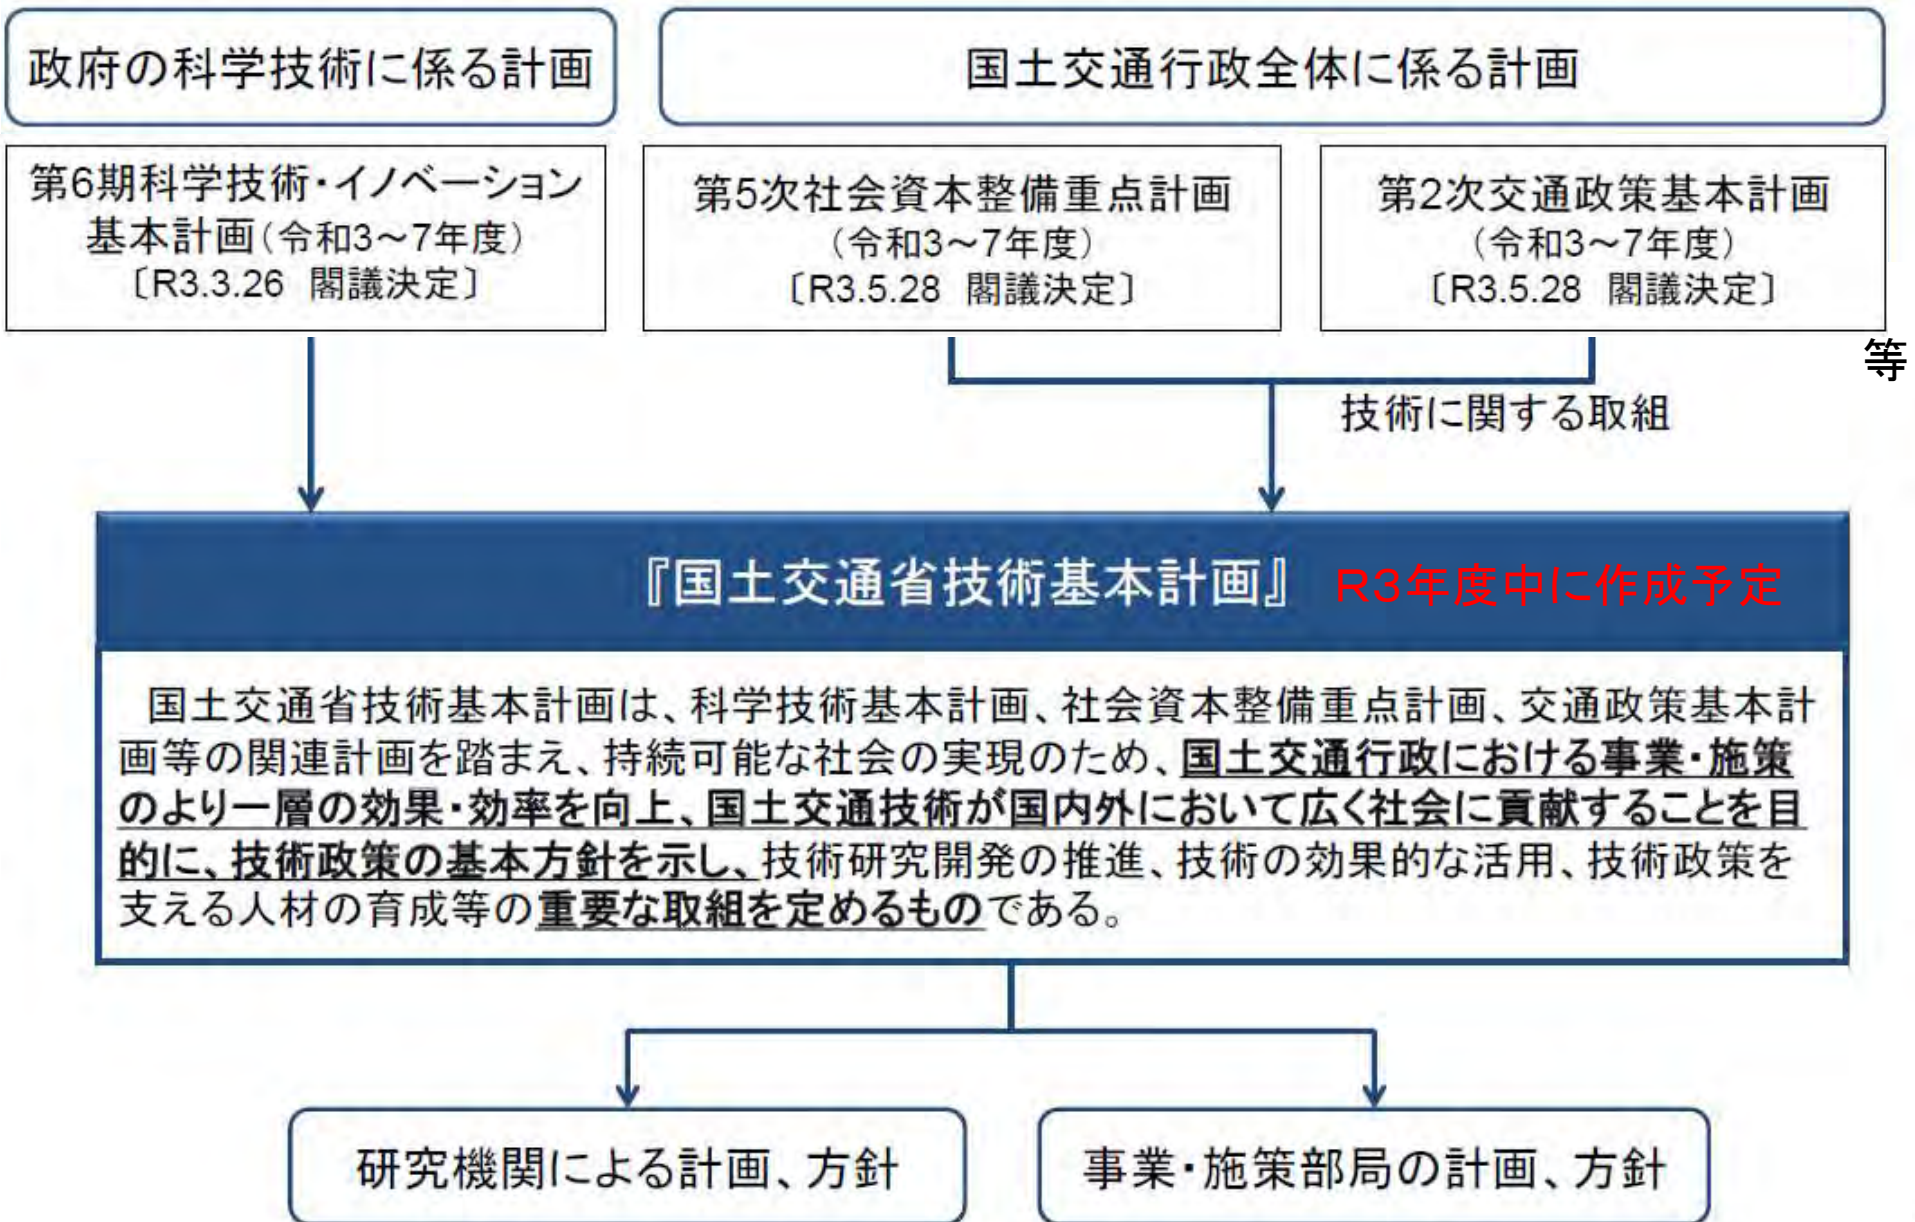 政府の科学技術に係る計画
国土交通行政全体に係る計画
第6期科学技術・イノベーション
基本計画(令和3～7年度)
〔R3.3.26 閣議決定〕
第5次社会資本整備重点計画
(令和3～7年度)
〔R3.5.28 閣議決定〕
第2次交通政策基本計画
(令和3～7年度)
〔R3.5.28 閣議決定〕
等
技術に関する取組
『国土交通省技術基本計画』 R3年度中に作成予定
国土交通省技術基本計画は、科学技術基本計画、社会資本整備重点計画、交通政策基本計
画等の関連計画を踏まえ、持続可能な社会の実現のため、国土交通行政における事業・施策
のより一層の効果・効率を向上、国土交通技術が国内外において広く社会に貢献することを目
的に、技術政策の基本方針を示し、技術研究開発の推進、技術の効果的な活用、技術政策を
支える人材の育成等の重要な取組を定めるものである。
研究機関による計画、方針
事業・施策部局の計画、方針